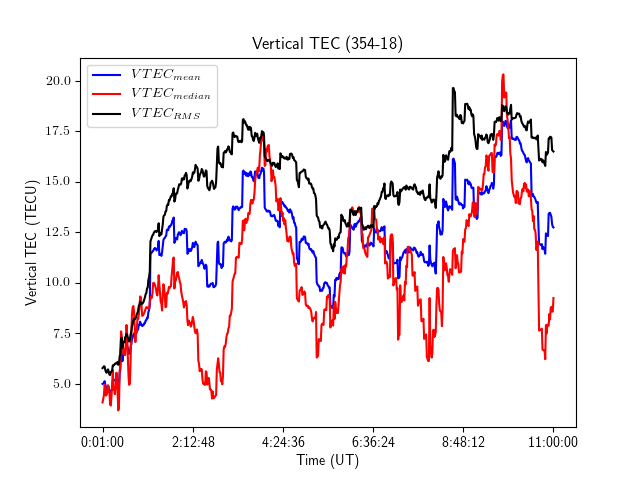 Vertical TEC (354-18)
VTEC_mean
VTEC_median
VTEC_RMS
Vertical TEC (TECU)
20.0
17.5
15.0
12.5
10.0
7.5
5.0
0:01:00 2:12:48 4:24:36 6:36:24 8:48:12 11:00:00
Time (UT)